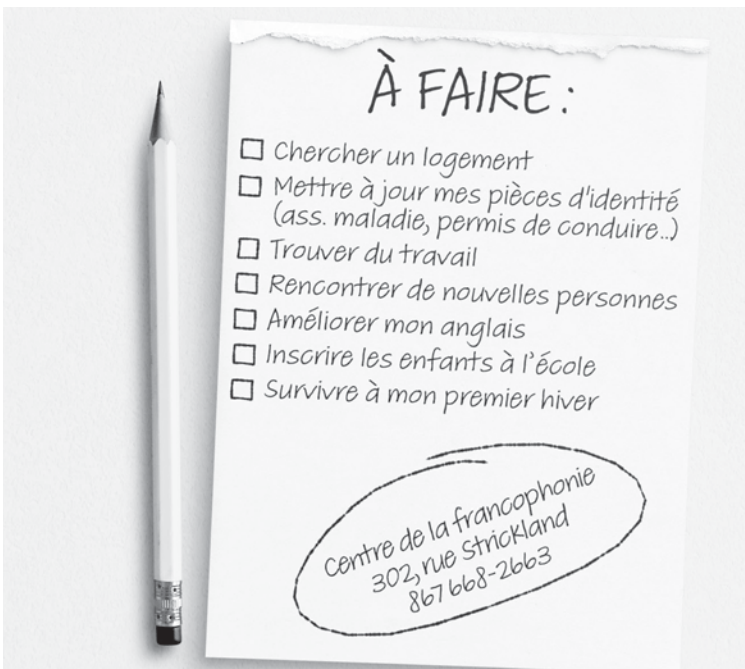 À FAIRE :
Chercher un logement
Mettre à jour mes pièces d'identité
(ass. maladie, permis de conduire...)
Trouver du travail
Rencontrer de nouvelles personnes
Améliorer mon anglais
Inscrire les enfants à l'école
Survivre à mon premier hiver
Centre de la francophonie
302, rue Strickland
867 668-2663